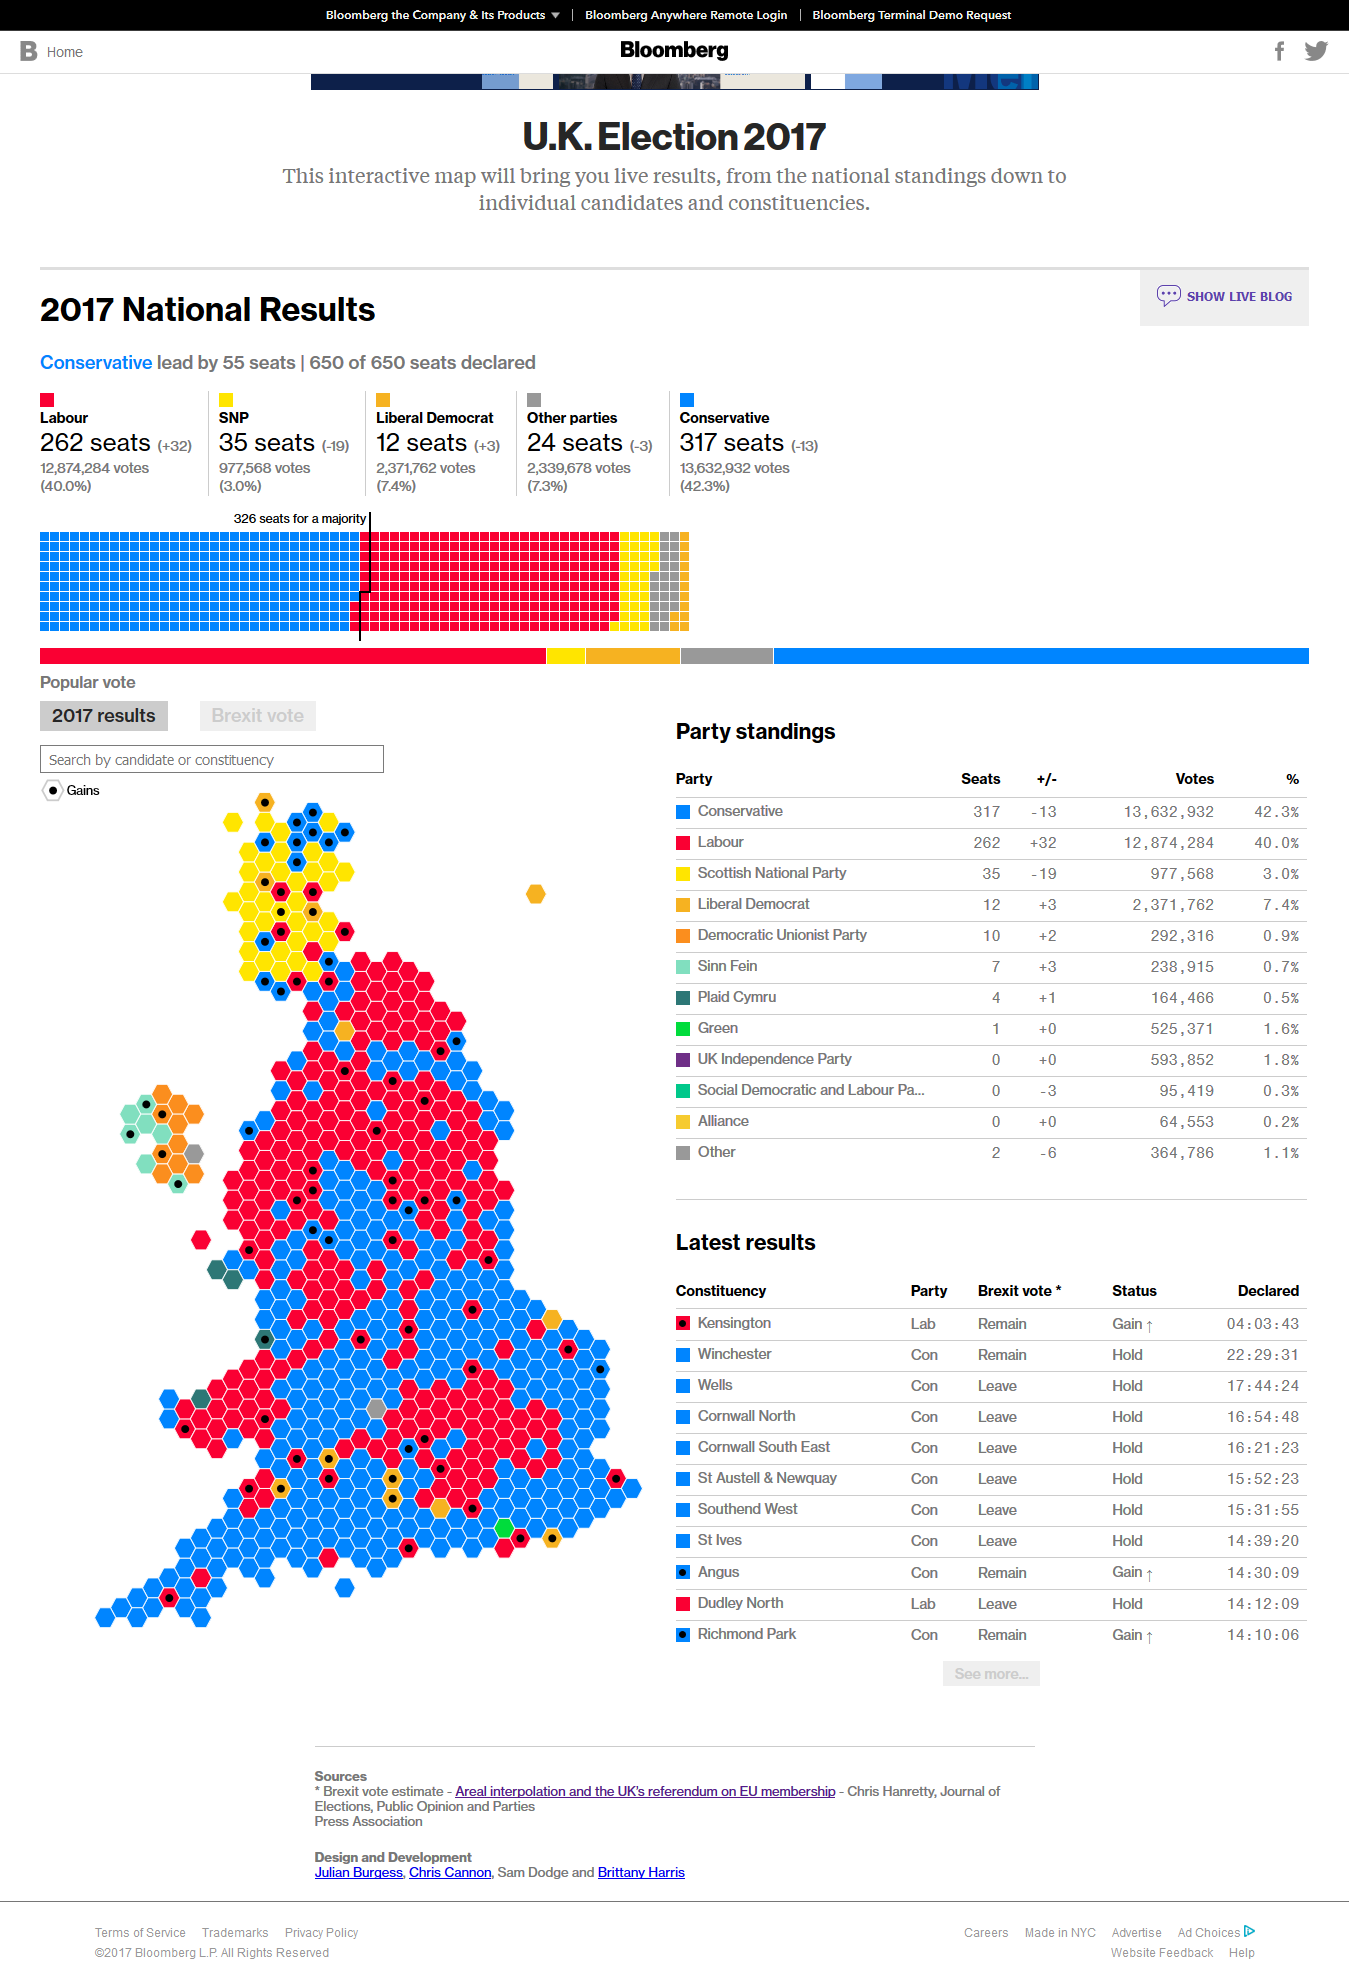 Bloomberg the Company & Its Products ▼ | Bloomberg Anywhere Remote Login | Bloomberg Terminal Demo Request
B Home
Bloomberg
U.K. Election 2017
This interactive map will bring you live results, from the national standings down to
individual candidates and constituencies.
2017 National Results
SHOW LIVE BLOG
Conservative lead by 55 seats | 650 of 650 seats declared
Labour
262 seats (+32)
12,874,284 votes
(40.0%)
SNP
35 seats (-19)
977,568 votes
(3.0%)
Liberal Democrat
12 seats (+3)
2,371,762 votes
(7.4%)
Other parties
24 seats (-3)
2,339,678 votes
(7.3%)
Conservative
317 seats (-13)
13,632,932 votes
(42.3%)
326 seats for a majority
Popular vote
2017 results
Brexit vote
Search by candidate or constituency
Gains
Party standings
Party Seats +/- Votes %
Conservative 317 -13 13,632,932 42.3%
Labour 262 +32 12,874,284 40.0%
Scottish National Party 35 -19 977,568 3.0%
Liberal Democrat 12 +3 2,371,762 7.4%
Democratic Unionist Party 10 +2 292,316 0.9%
Sinn Fein 7 +3 238,915 0.7%
Plaid Cymru 4 +1 164,466 0.5%
Green 1 +0 525,371 1.6%
UK Independence Party 0 +0 593,852 1.8%
Social Democratic and Labour Pa... 0 -3 95,419 0.3%
Alliance 0 +0 64,553 0.2%
Other 2 -6 364,786 1.1%
Latest results
Constituency Party Brexit vote * Status Declared
Kensington Lab Remain Gain ↑ 04:03:43
Winchester Con Remain Hold 22:29:31
Wells Con Leave Hold 17:44:24
Cornwall North Con Leave Hold 16:54:48
Cornwall South East Con Leave Hold 16:21:23
St Austell & Newquay Con Leave Hold 15:52:23
Southend West Con Leave Hold 15:31:55
St Ives Con Leave Hold 14:39:20
Angus Con Remain Gain ↑ 14:30:09
Dudley North Lab Leave Hold 14:12:09
Richmond Park Con Remain Gain ↑ 14:10:06
See more...
Sources
* Brexit vote estimate - Areal interpolation and the UK's referendum on EU membership - Chris Hanretty, Journal of
Elections, Public Opinion and Parties
Press Association
Design and Development
Julian Burgess, Chris Cannon, Sam Dodge and Brittany Harris
Terms of Service Trademarks Privacy Policy
©2017 Bloomberg L.P. All Rights Reserved
Careers Made in NYC Advertise Ad Choices
Website Feedback Help